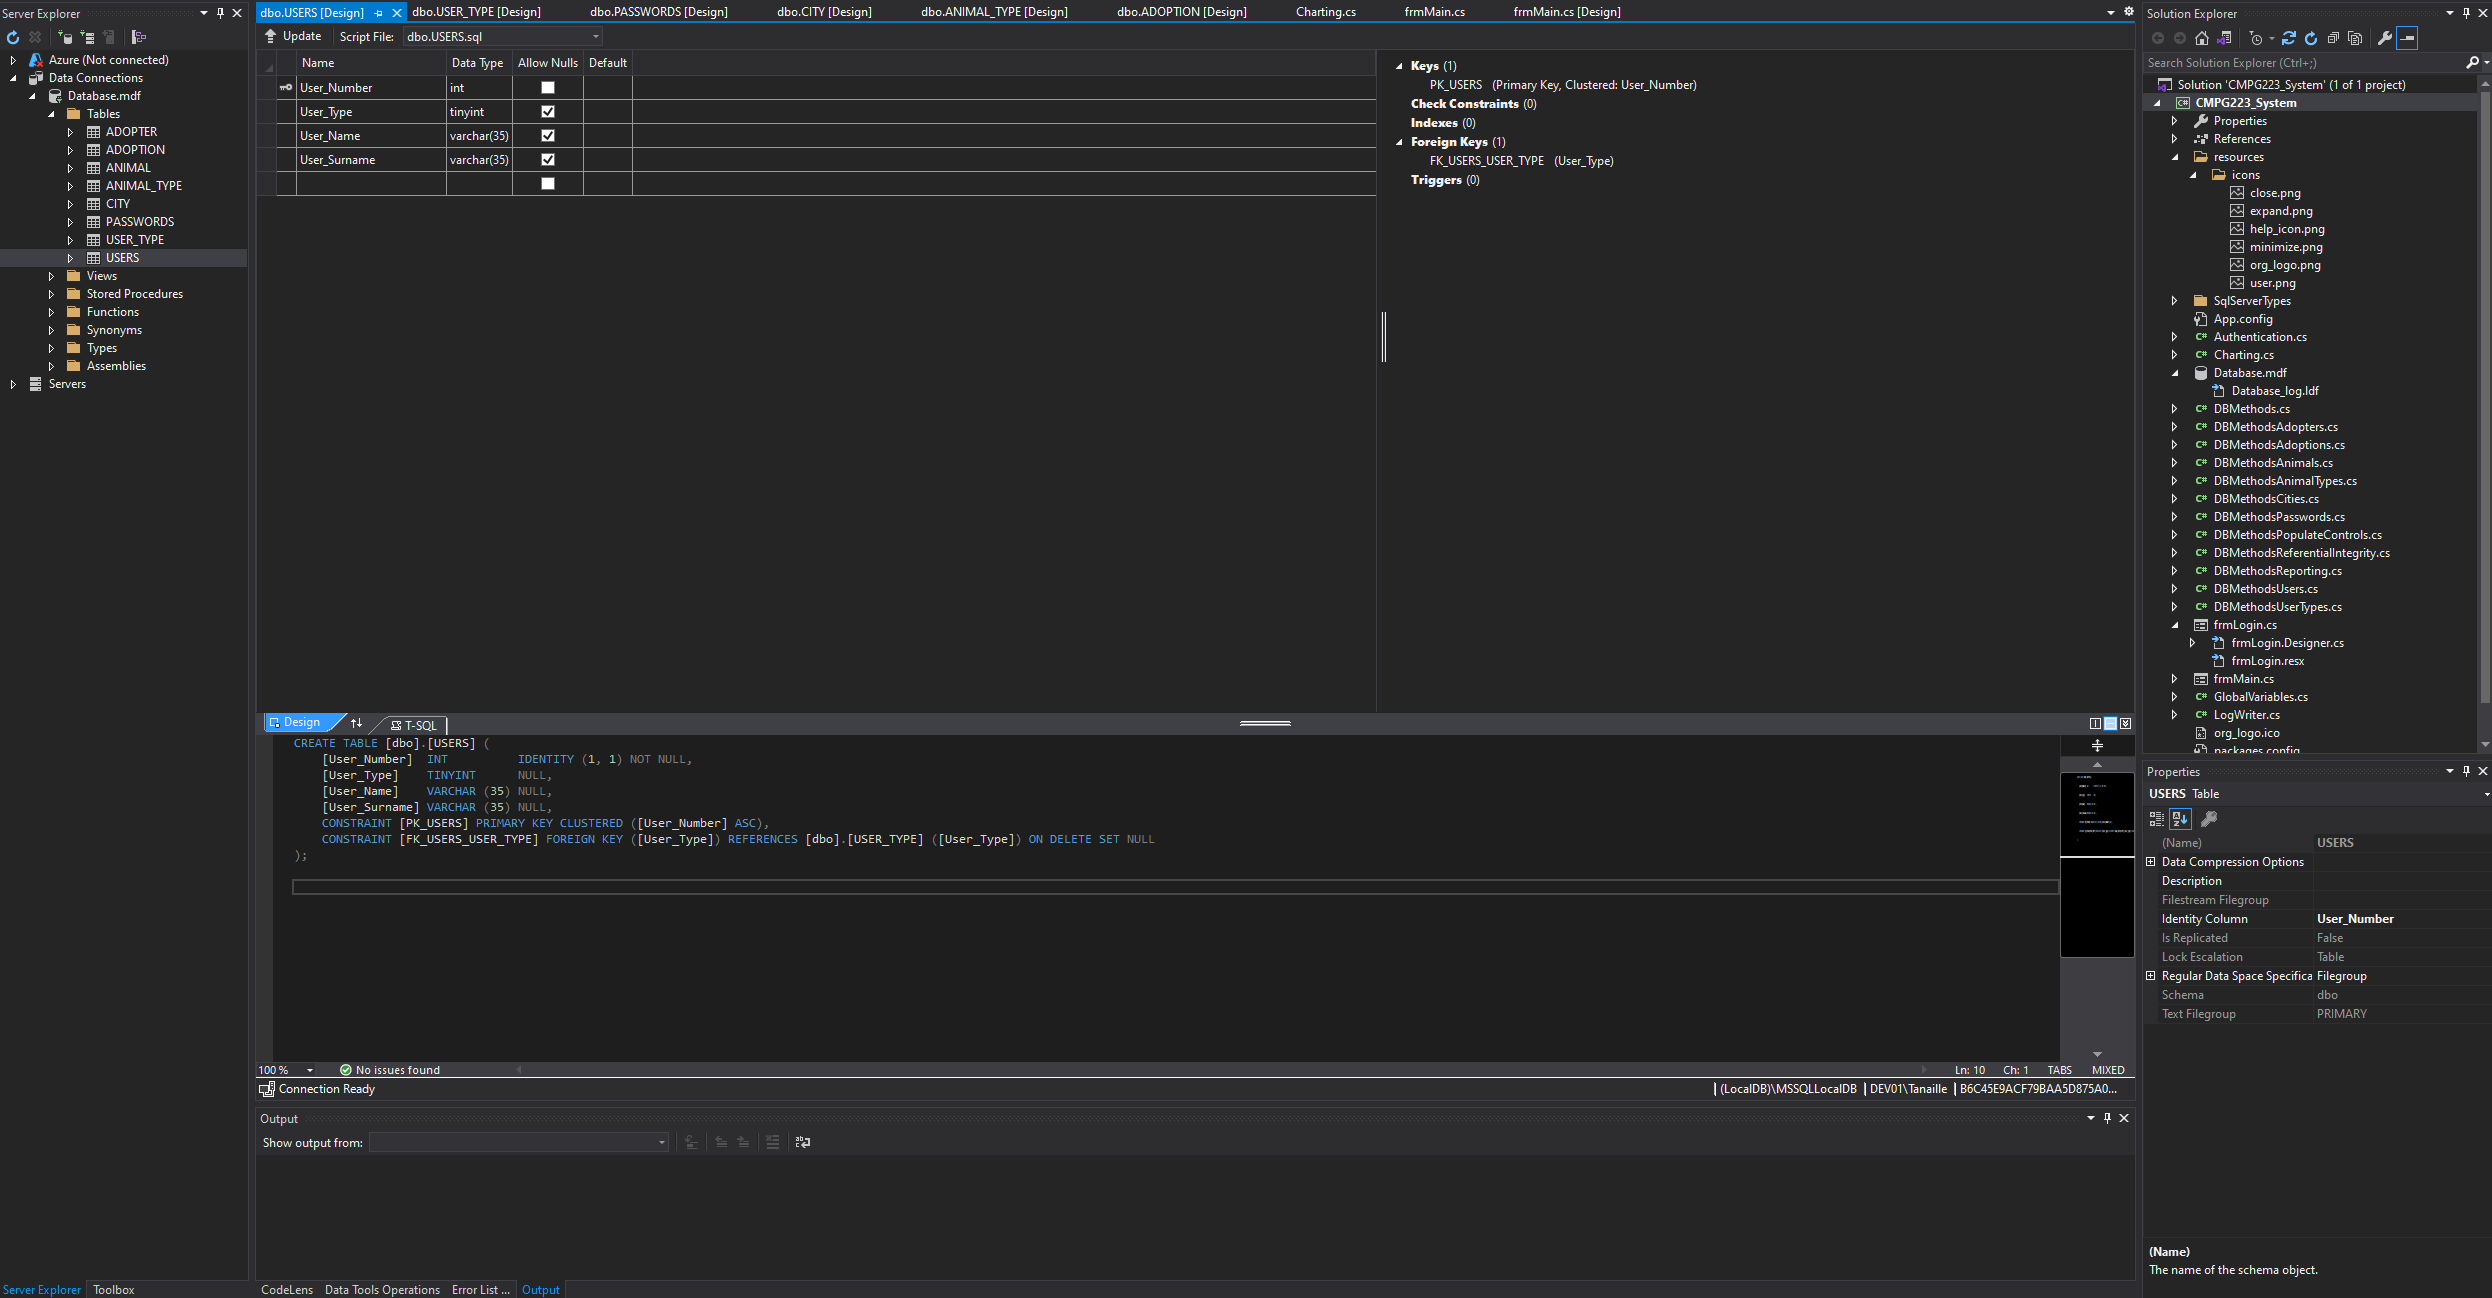 Server Explorer
Azure (Not connected)
Data Connections
Database.mdf
Tables
ADOPTER
ADOPTION
ANIMAL
ANIMAL_TYPE
CITY
PASSWORDS
USER_TYPE
USERS
Views
Stored Procedures
Functions
Synonyms
Types
Assemblies
Servers
Server Explorer Toolbox
dbo.USERS [Design] dbo.USER_TYPE [Design] dbo.PASSWORDS [Design] dbo.CITY [Design] dbo.ANIMAL_TYPE [Design] dbo.ADOPTION [Design] Charting.cs frmMain.cs frmMain.cs [Design]
Update Script File: dbo.USERS.sql
Name Data Type Allow Nulls Default
User_Number int
User_Type tinyint
User_Name varchar(35)
User_Surname varchar(35)
Keys (1)
PK_USERS (Primary Key, Clustered: User_Number)
Check Constraints (0)
Indexes (0)
Foreign Keys (1)
FK_USERS_USER_TYPE (User_Type)
Triggers (0)
Design T-SQL
CREATE TABLE [dbo].[USERS] (
[User_Number] INT IDENTITY (1, 1) NOT NULL,
[User_Type] TINYINT NULL,
[User_Name] VARCHAR (35) NULL,
[User_Surname] VARCHAR (35) NULL,
CONSTRAINT [PK_USERS] PRIMARY KEY CLUSTERED ([User_Number] ASC),
CONSTRAINT [FK_USERS_USER_TYPE] FOREIGN KEY ([User_Type]) REFERENCES [dbo].[USER_TYPE] ([User_Type]) ON DELETE SET NULL
);
100 % No issues found Ln: 10 Ch: 1 TABS MIXED
Connection Ready (LocalDB)\MSSQLLocalDB DEV01\Tanaille B6C45E9ACF79BAA5D875A0...
Output
Show output from:
CodeLens Data Tools Operations Error List ... Output
Solution Explorer
Search Solution Explorer (Ctrl+;)
Solution 'CMPG223_System' (1 of 1 project)
CMPG223_System
Properties
References
resources
icons
close.png
expand.png
help_icon.png
minimize.png
org_logo.png
user.png
SqlServerTypes
App.config
Authentication.cs
Charting.cs
Database.mdf
Database_log.ldf
DBMethods.cs
DBMethodsAdopters.cs
DBMethodsAdoptions.cs
DBMethodsAnimals.cs
DBMethodsAnimalTypes.cs
DBMethodsCities.cs
DBMethodsPasswords.cs
DBMethodsPopulateControls.cs
DBMethodsReferentialIntegrity.cs
DBMethodsReporting.cs
DBMethodsUsers.cs
DBMethodsUserTypes.cs
frmLogin.cs
frmLogin.Designer.cs
frmLogin.resx
frmMain.cs
GlobalVariables.cs
LogWriter.cs
org_logo.ico
packages.config
Properties
USERS Table
(Name) USERS
Data Compression Options
Description
Filestream Filegroup
Identity Column User_Number
Is Replicated False
Lock Escalation Table
Regular Data Space Specifica Filegroup
Schema dbo
Text Filegroup PRIMARY
(Name)
The name of the schema object.